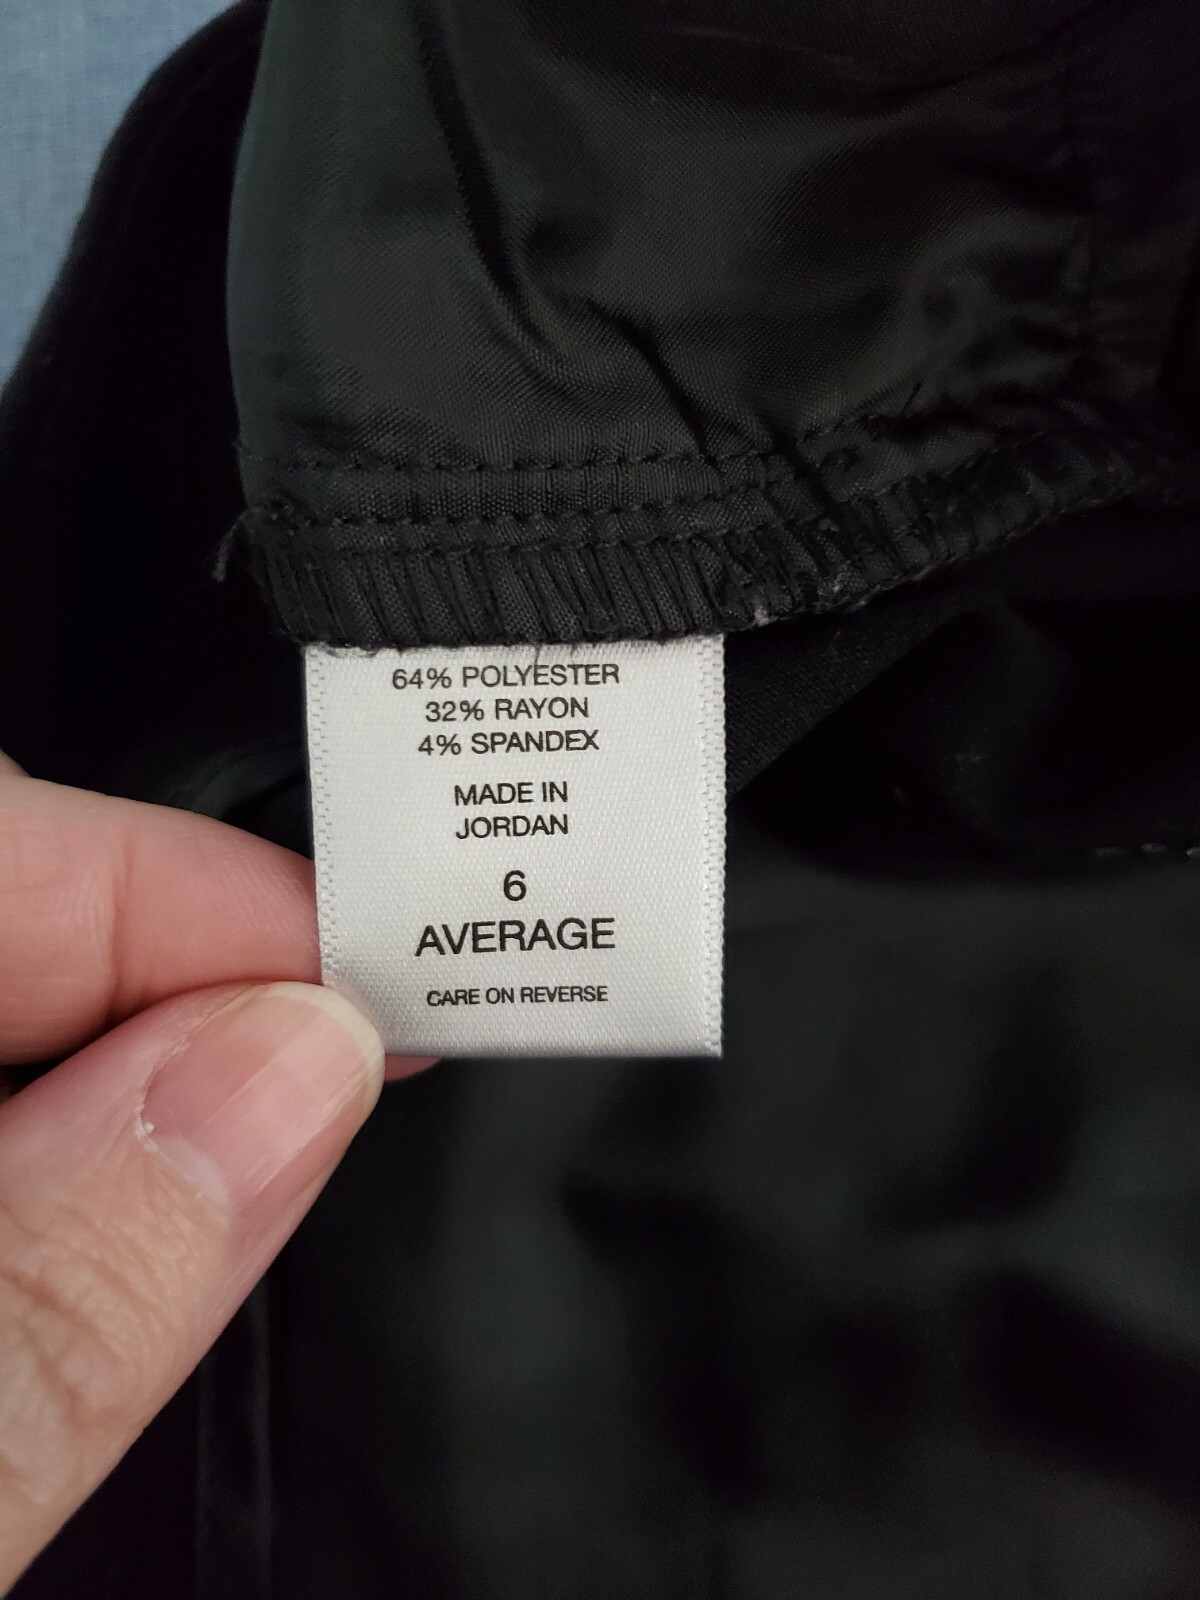 64% POLYESTER
32% RAYON
4% SPANDEX
MADE IN
JORDAN
6
AVERAGE
CARE ON REVERSE